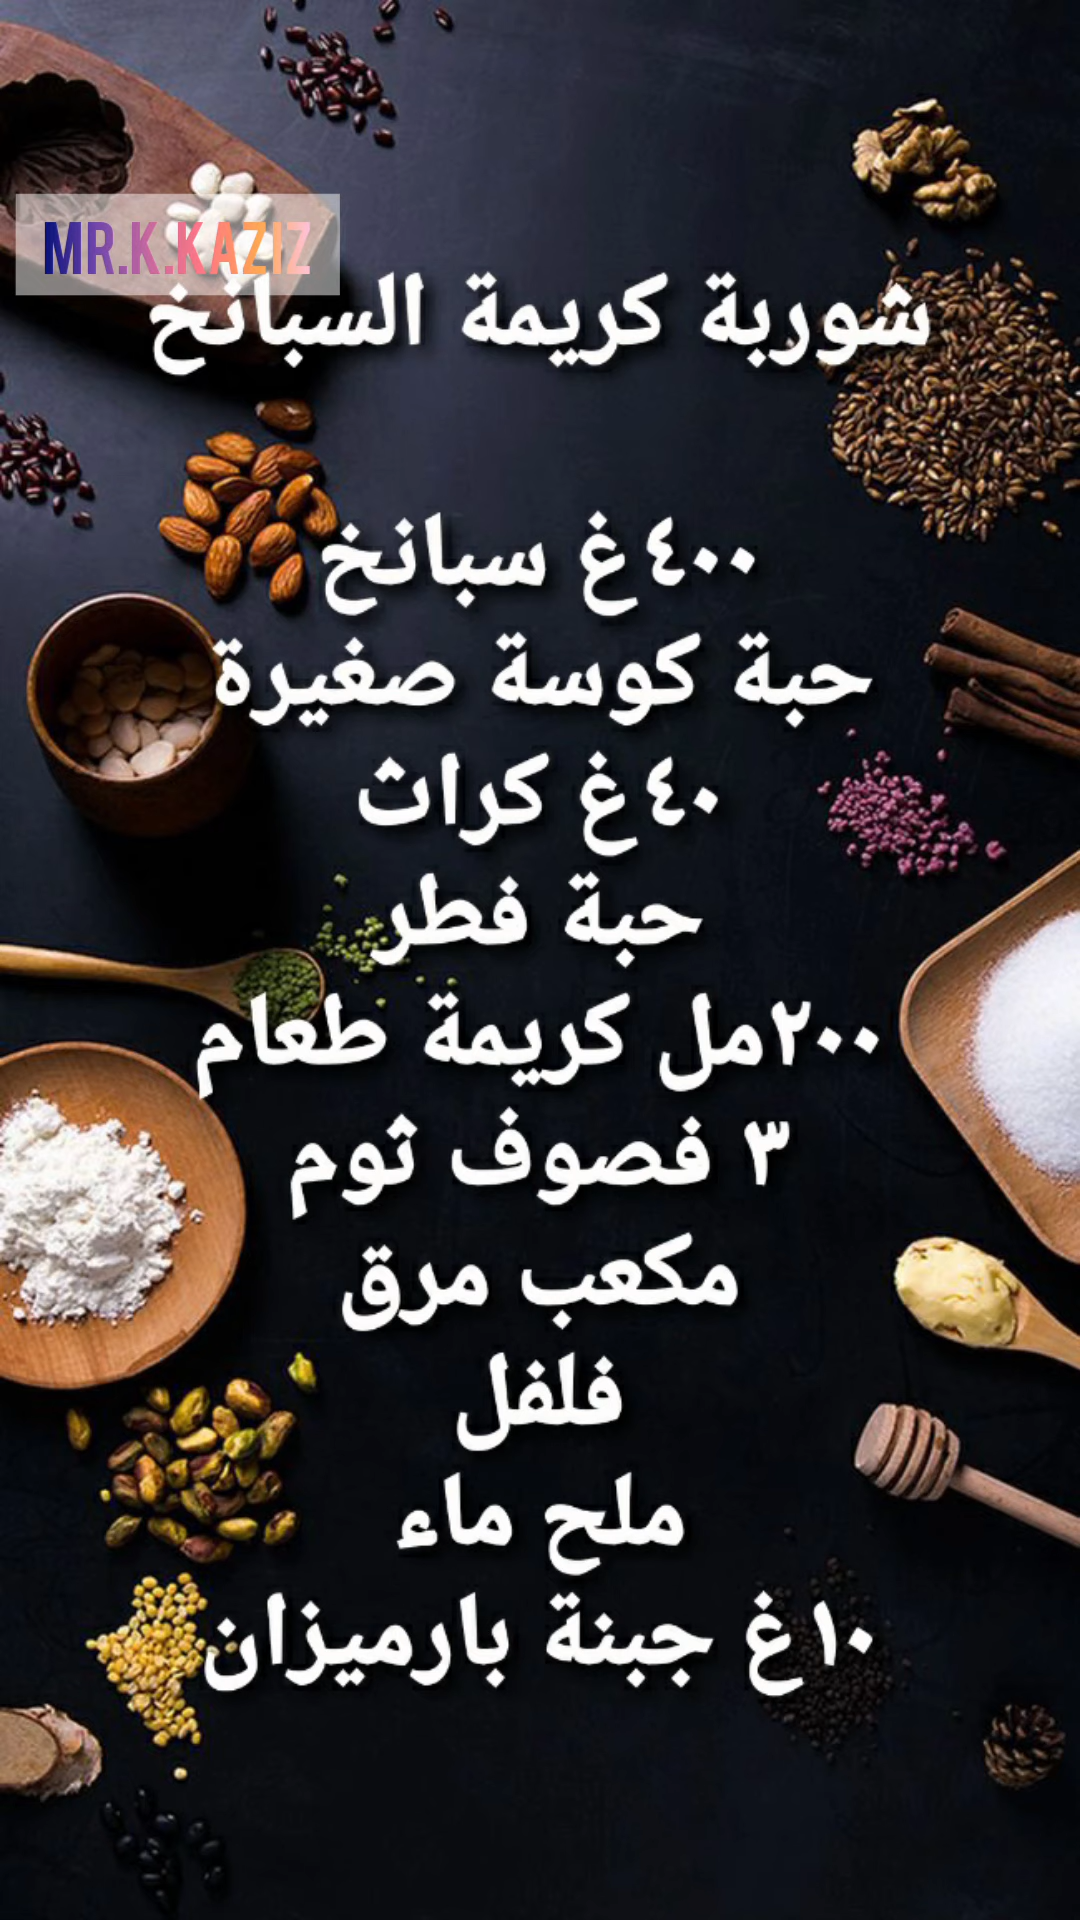 MR.K.KAZIZ
شوربة كريمة السبانخ
٤٠٠غ سبانخ
حبة كوسة صغيرة
٤٠غ كراث
حبة فطر
٢٠٠مل كريمة طعام
٣ فصوف ثوم
مكعب مرق
فلفل
ملح ماء
١٠غ جبنة بارميزان